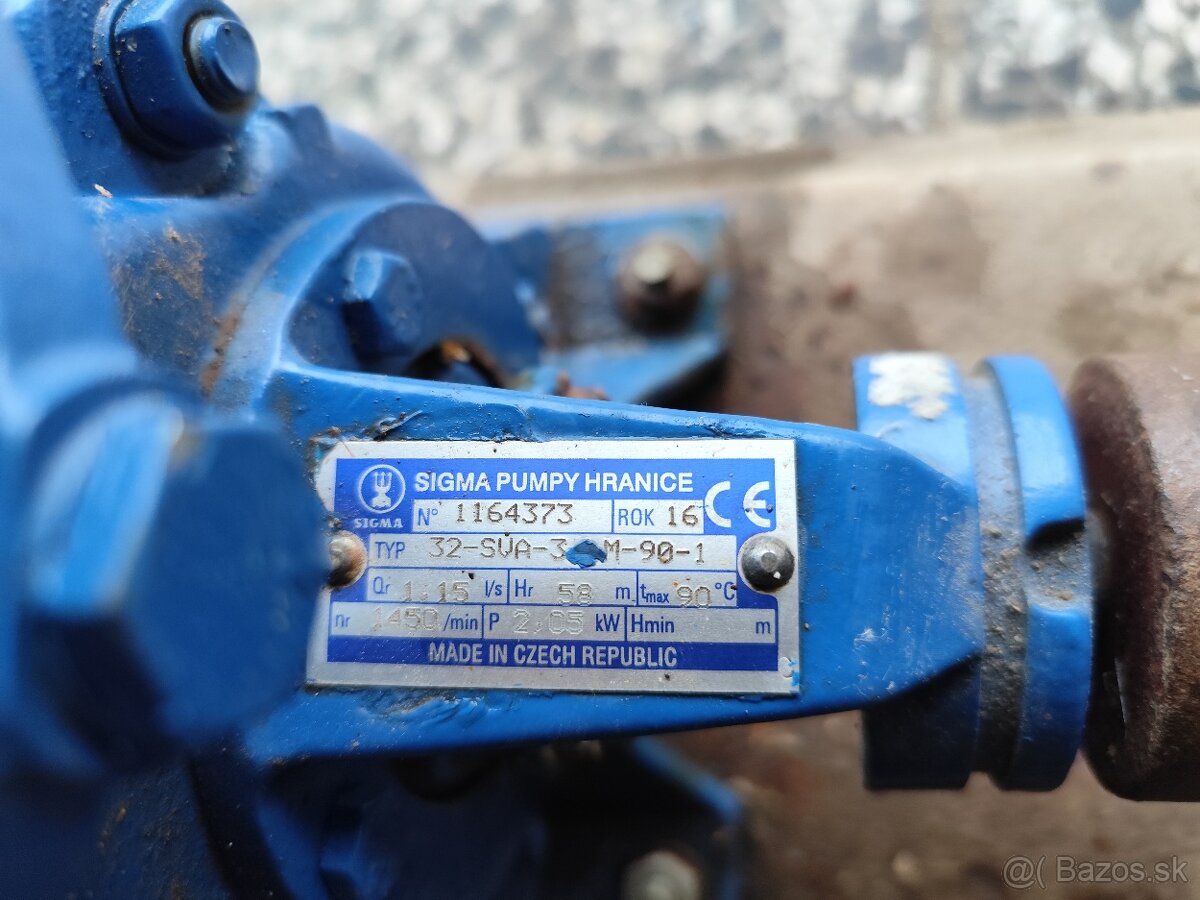 SIGMA PUMPY HRANICE
SIGMA
N° 1164373 ROK 16 CE
TYP 32-SVA-3 M-90-1
Qr 1,15 l/s Hr 58 m tmax 90 °C
nr 1450 /min P 2,05 kW Hmin m
MADE IN CZECH REPUBLIC
@( Bazos.sk